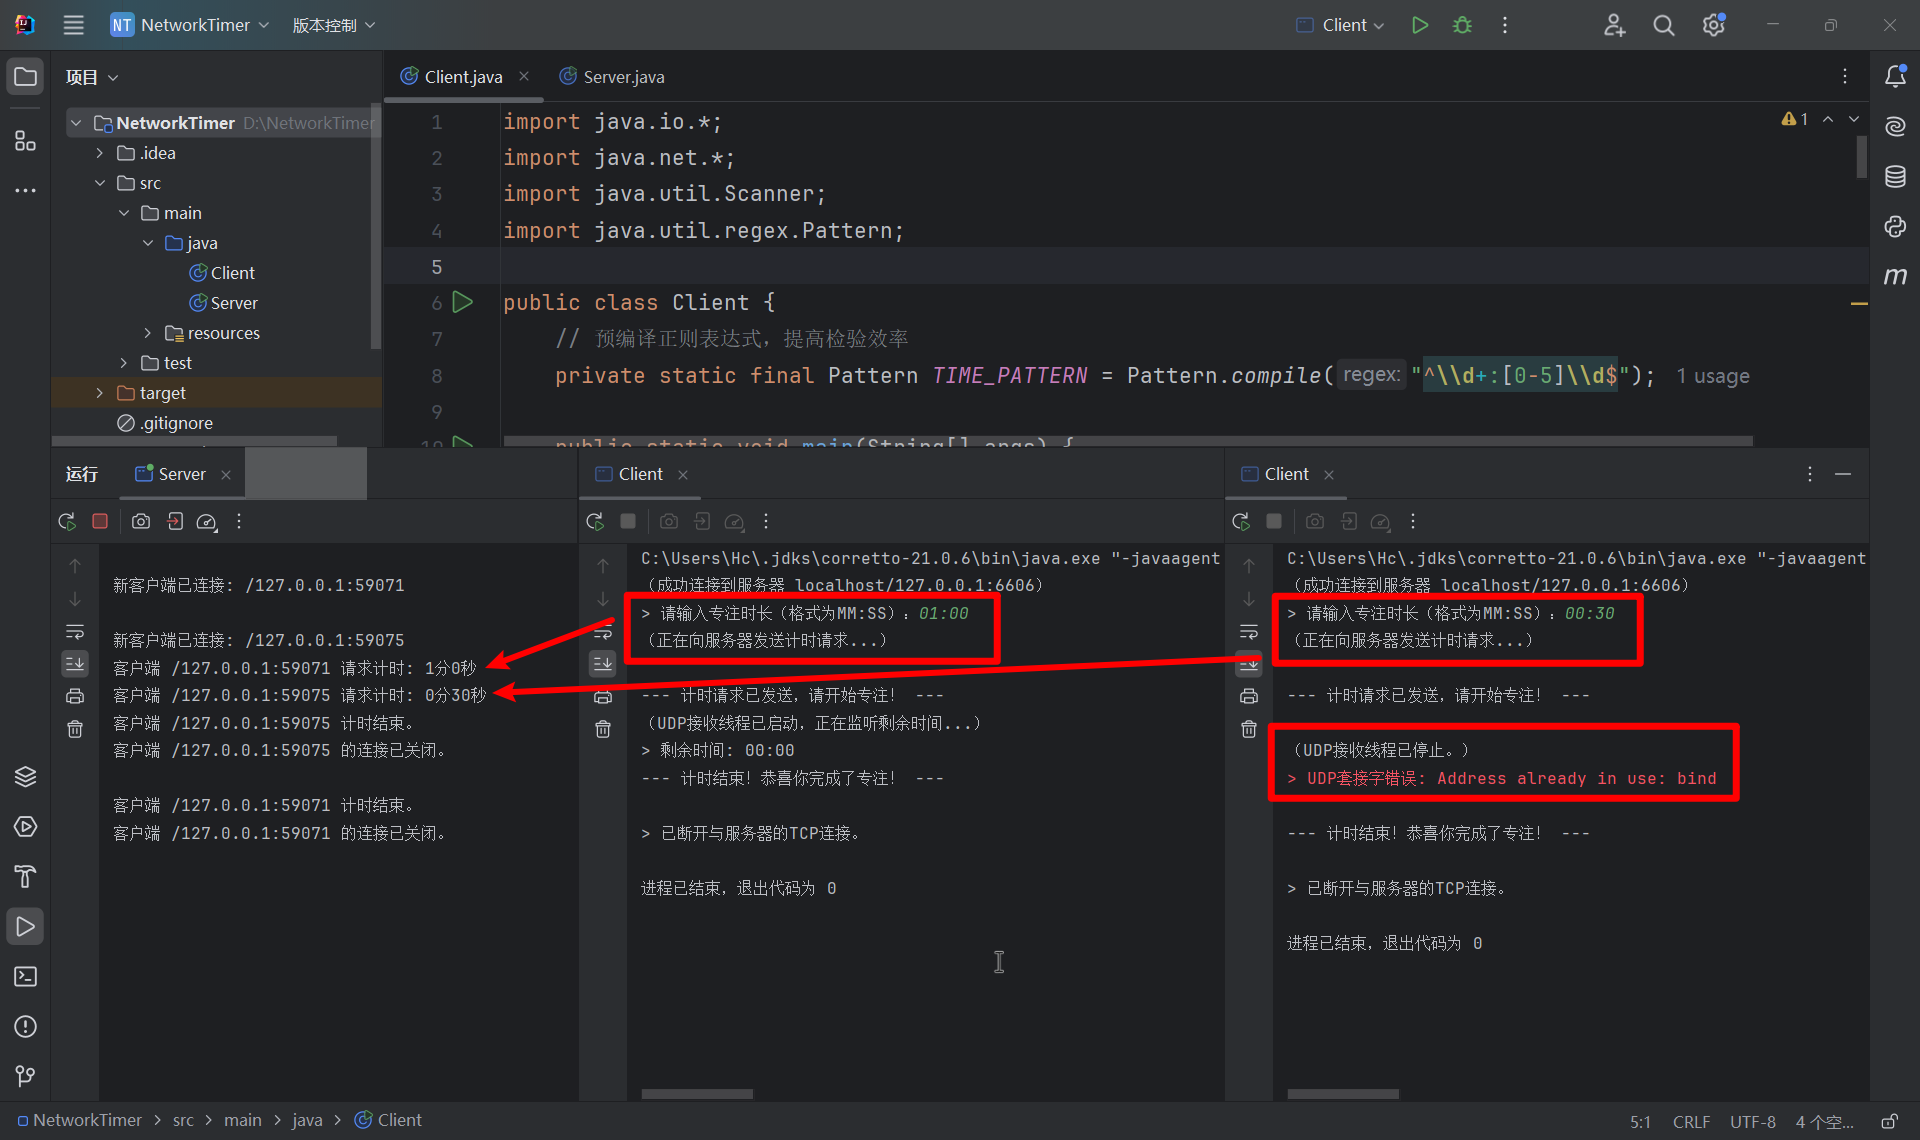 NT NetworkTimer 版本控制 Client
项目
Client.java
Server.java
NetworkTimer D:\NetworkTimer
.idea
src
main
java
Client
Server
resources
test
target
.gitignore
1 import java.io.*;
2 import java.net.*;
3 import java.util.Scanner;
4 import java.util.regex.Pattern;
5
6 public class Client {
7 // 预编译正则表达式，提高检验效率
8 private static final Pattern TIME_PATTERN = Pattern.compile( regex: "^\\d+:[0-5]\\d$"); 1 usage
9
10 public static void main(String[] args) {
1
运行 Server
新客户端已连接: /127.0.0.1:59071
新客户端已连接: /127.0.0.1:59075
客户端 /127.0.0.1:59071 请求计时: 1分0秒
客户端 /127.0.0.1:59075 请求计时: 0分30秒
客户端 /127.0.0.1:59075 计时结束。
客户端 /127.0.0.1:59075 的连接已关闭。
客户端 /127.0.0.1:59071 计时结束。
客户端 /127.0.0.1:59071 的连接已关闭。
Client
C:\Users\Hc\.jdks\corretto-21.0.6\bin\java.exe "-javaagent
（成功连接到服务器 localhost/127.0.0.1:6606）
> 请输入专注时长（格式为MM:SS）：01:00
（正在向服务器发送计时请求...）
--- 计时请求已发送，请开始专注！ ---
（UDP接收线程已启动，正在监听剩余时间...）
> 剩余时间: 00:00
--- 计时结束！恭喜你完成了专注！ ---
> 已断开与服务器的TCP连接。
进程已结束，退出代码为 0
Client
C:\Users\Hc\.jdks\corretto-21.0.6\bin\java.exe "-javaagent
（成功连接到服务器 localhost/127.0.0.1:6606）
> 请输入专注时长（格式为MM:SS）：00:30
（正在向服务器发送计时请求...）
--- 计时请求已发送，请开始专注！ ---
（UDP接收线程已停止。）
> UDP套接字错误: Address already in use: bind
--- 计时结束！恭喜你完成了专注！ ---
> 已断开与服务器的TCP连接。
进程已结束，退出代码为 0
NetworkTimer > src > main > java > Client
5:1 CRLF UTF-8 4 个空...